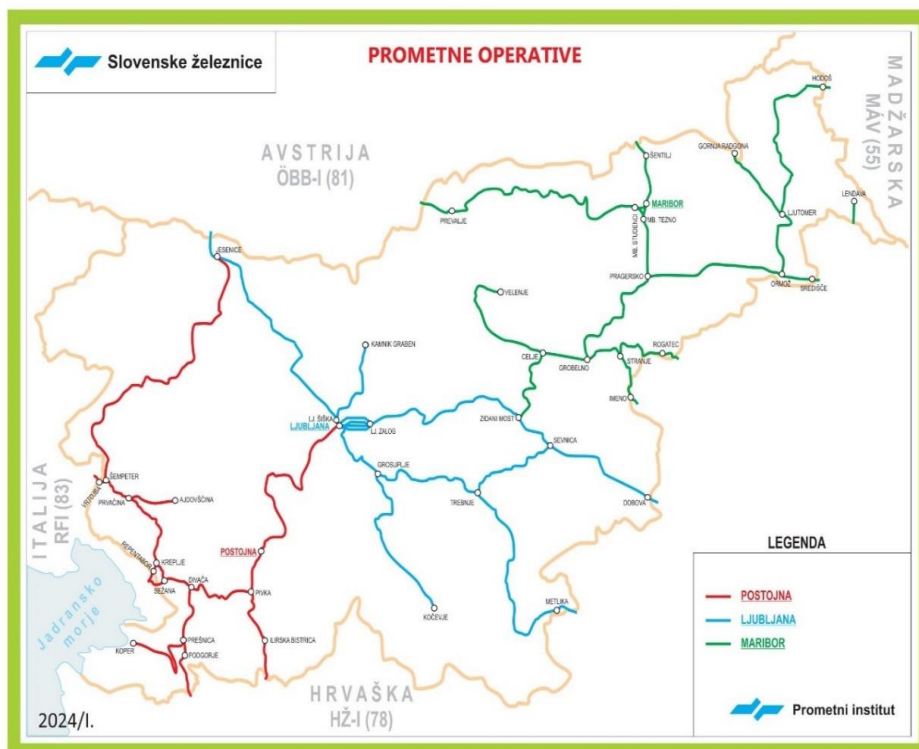 Slovenske železnice
PROMETNE OPERATIVE
MADŽARSKA
MÁV (55)
AVSTRIJA
ÖBB-I (81)
HODOŠ
GORNJA RADGONA
ŠENTILJ
LENDAVA
PREVALJE
MARIBOR
MB. TEZNO
MB. STUDENCI
LJUTOMER
JESENICE
PRAGERSKO
ORMOŽ
SREDIŠČE
VELENJE
KAMNIK GRABEN
CELJE
GROBELNO
ROGATEC
STRANJE
IMENO
LJ. ŠIŠKA
LJUBLJANA
LJ. ZALOG
ZIDANI MOST
SEVNICA
GROSUPLJE
ITALIJA
RFI (83)
ŠEMPETER
VRTOJBA
PRVAČINA
AJDOVŠČINA
TREBNJE
DOBOVA
POSTOJNA
REPENTABOR
KREPLJE
SEŽANA
DIVAČA
PIVKA
Jadransko
morje
KOČEVJE
METLIKA
KOPER
PREŠNICA
PODGORJE
ILIRSKA BISTRICA
HRVAŠKA
HŽ-I (78)
LEGENDA
POSTOJNA
LJUBLJANA
MARIBOR
Prometni institut
2024/I.